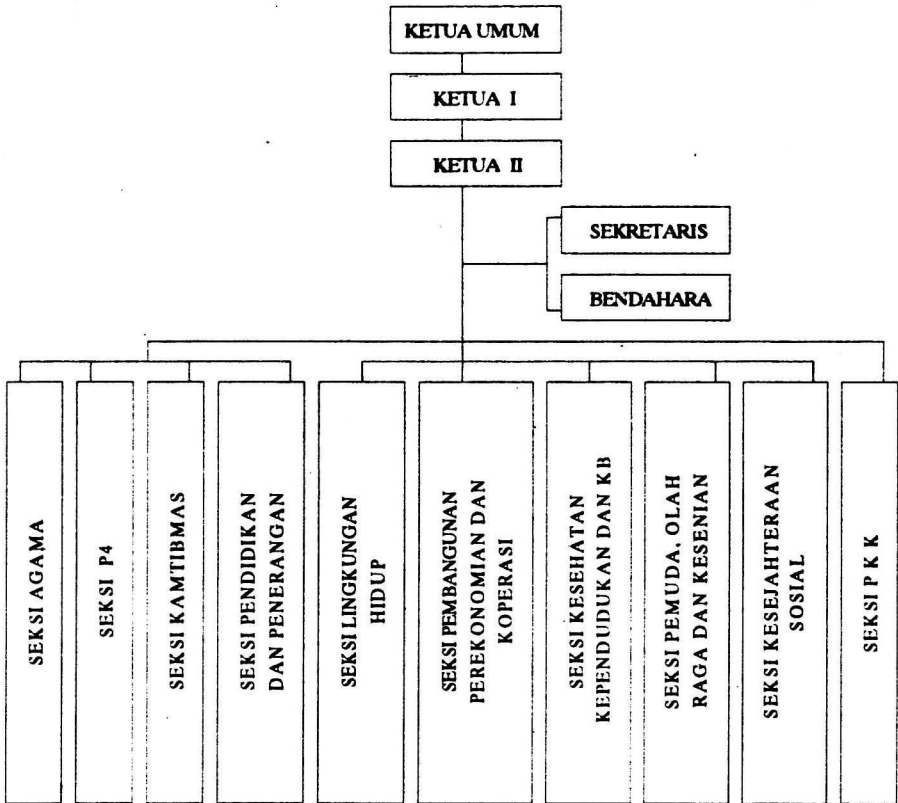 KETUA UMUM
KETUA I
KETUA II
SEKRETARIS
BENDAHARA
SEKSI AGAMA
SEKSI P4
SEKSI KAMTIBMAS
SEKSI PENDIDIKAN
DAN PENERANGAN
SEKSI LINGKUNGAN
HIDUP
SEKSI PEMBANGUNAN
PEREKONOMIAN DAN
KOPERASI
SEKSI KESEHATAN
KEPENDUDUKAN DAN KB
SEKSI PEMUDA, OLAH
RAGA DAN KESENIAN
SEKSI KESEJAHTERAAN
SOSIAL
SEKSI P K K